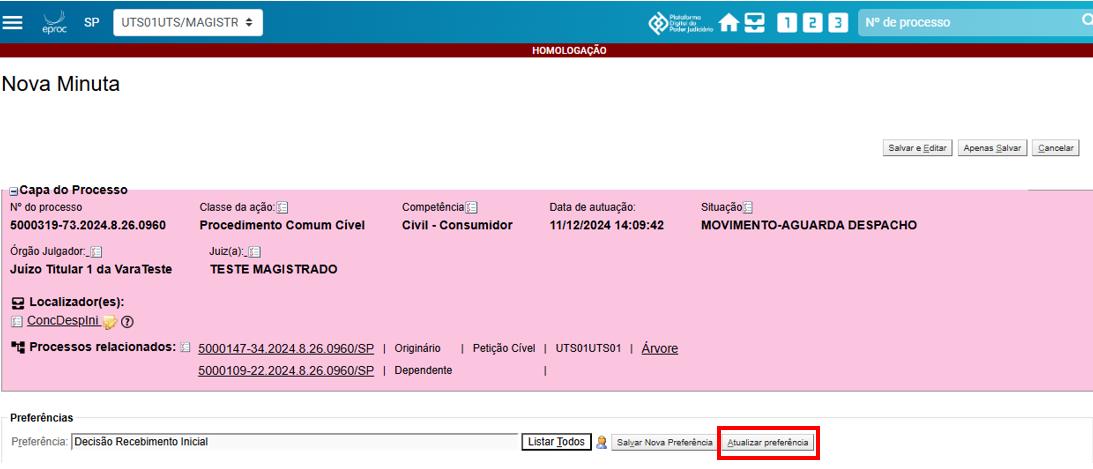 eproc SP UTS01UTS/MAGISTR Plataforma Digital do Poder Judiciário 1 2 3 Nº de processo
HOMOLOGAÇÃO
Nova Minuta
Salvar e Editar Apenas Salvar Cancelar
Capa do Processo
Nº do processo Classe da ação: Competência Data de autuação: Situação
5000319-73.2024.8.26.0960 Procedimento Comum Cível Civil - Consumidor 11/12/2024 14:09:42 MOVIMENTO-AGUARDA DESPACHO
Órgão Julgador: Juiz(a):
Juízo Titular 1 da VaraTeste TESTE MAGISTRADO
Localizador(es):
ConcDespIni
Processos relacionados: 5000147-34.2024.8.26.0960/SP | Originário | Petição Cível | UTS01UTS01 | Árvore
5000109-22.2024.8.26.0960/SP | Dependente |
Preferências
Preferência: Decisão Recebimento Inicial Listar Todos Salvar Nova Preferência Atualizar preferência